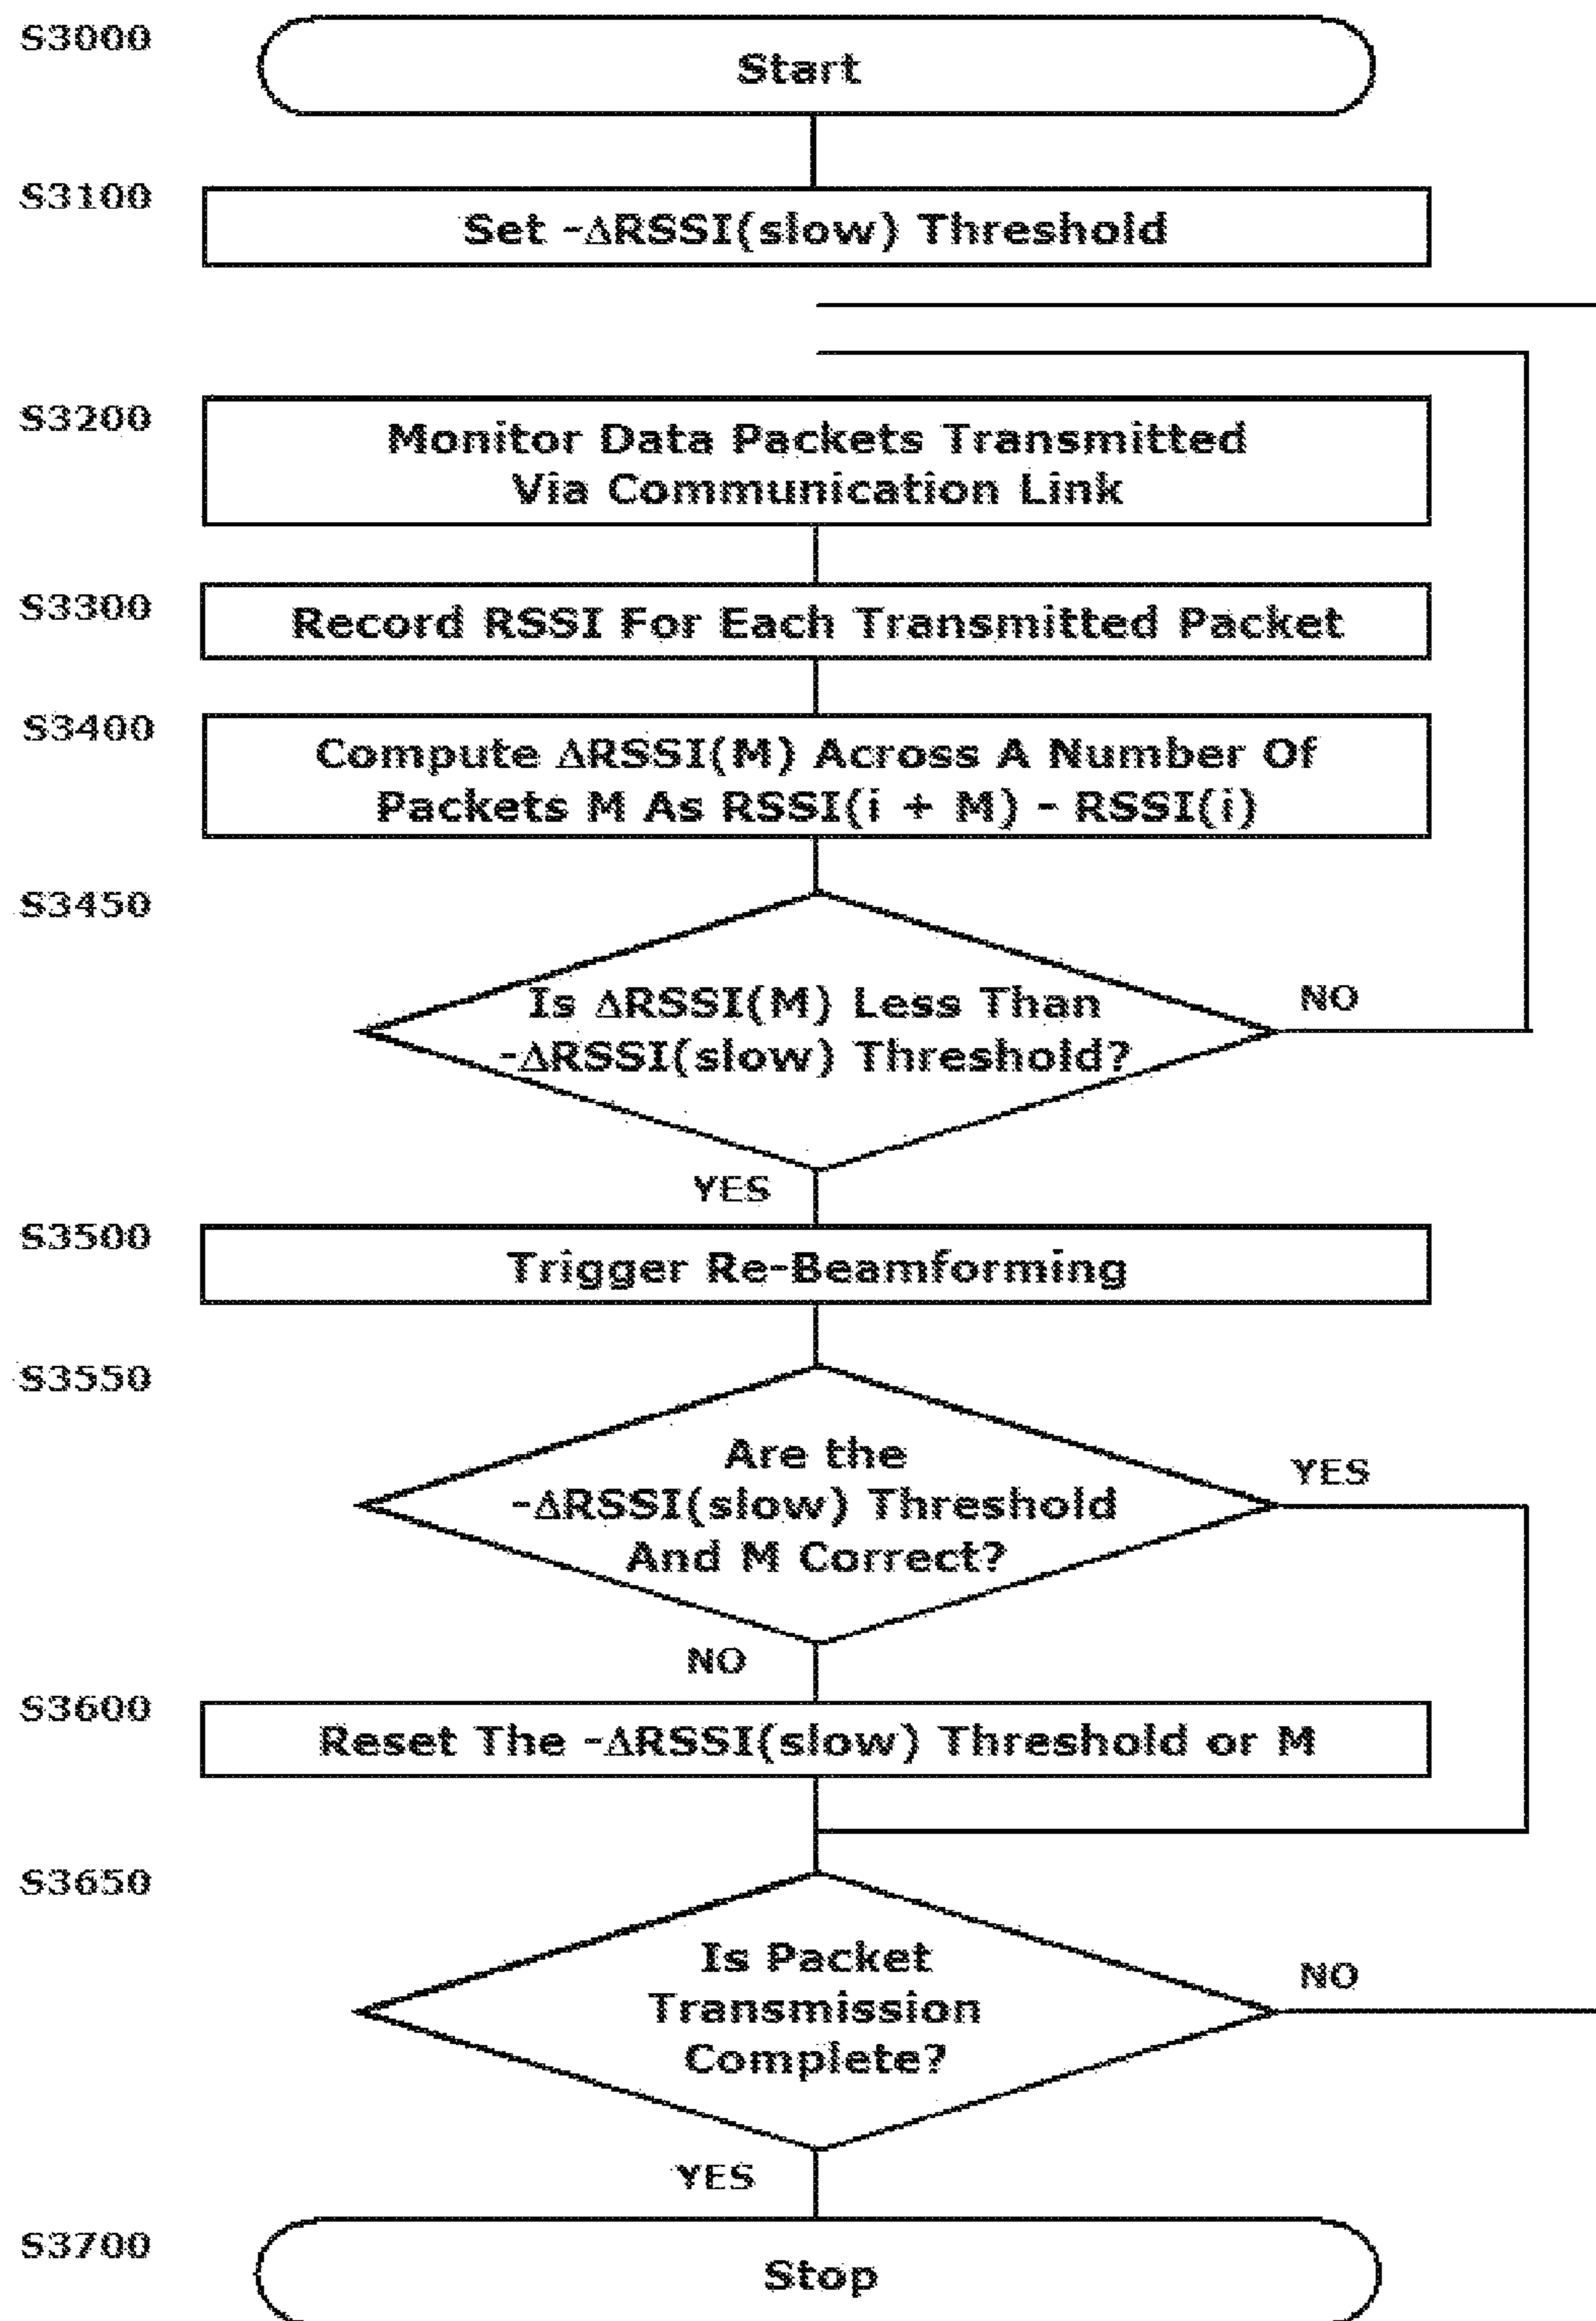 S3000
Start
S3100
Set -ΔRSSI(slow) Threshold
S3200
Monitor Data Packets Transmitted
Via Communication Link
S3300
Record RSSI For Each Transmitted Packet
S3400
Compute ΔRSSI(M) Across A Number Of
Packets M As RSSI(i + M) - RSSI(i)
S3450
Is ΔRSSI(M) Less Than
-ΔRSSI(slow) Threshold?
NO
YES
S3500
Trigger Re-Beamforming
S3550
Are the
-ΔRSSI(slow) Threshold
And M Correct?
YES
NO
S3600
Reset The -ΔRSSI(slow) Threshold or M
S3650
Is Packet
Transmission
Complete?
NO
YES
S3700
Stop